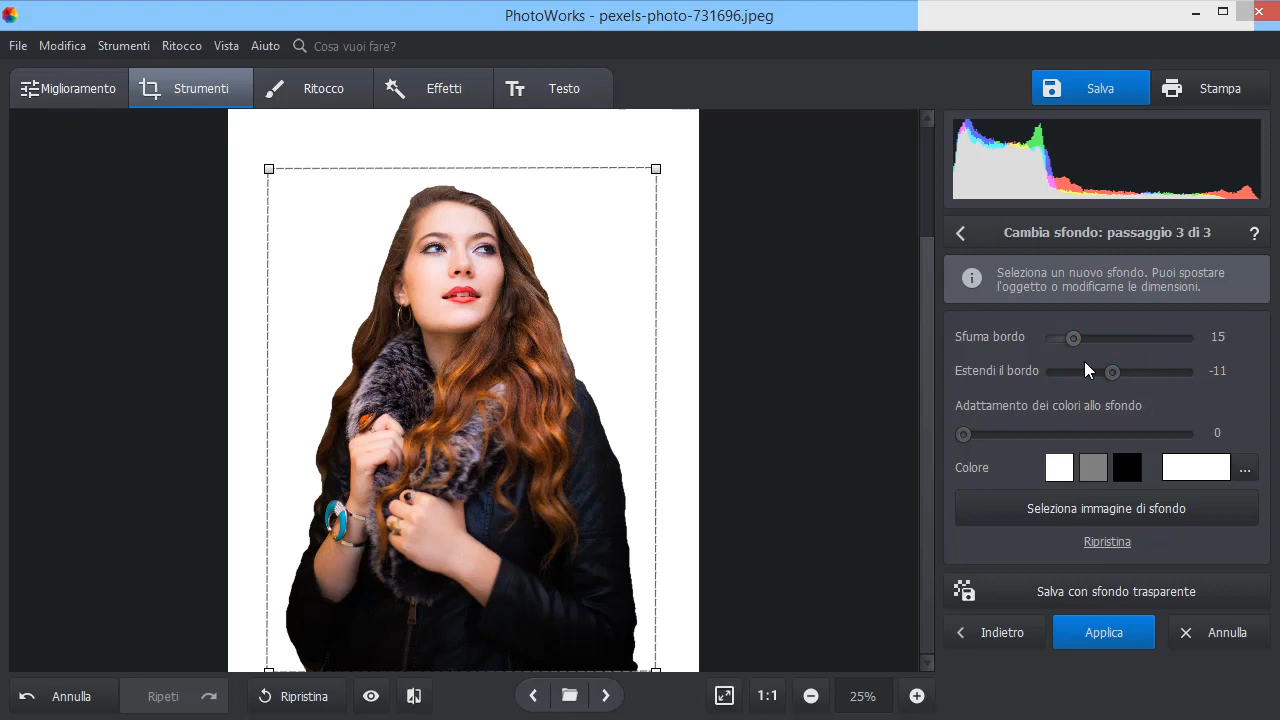 PhotoWorks - pexels-photo-731696.jpeg
File Modifica Strumenti Ritocco Vista Aiuto Cosa vuoi fare?
Miglioramento Strumenti Ritocco Effetti Testo Salva Stampa
Cambia sfondo: passaggio 3 di 3 ?
Seleziona un nuovo sfondo. Puoi spostare
l'oggetto o modificarne le dimensioni.
Sfuma bordo 15
Estendi il bordo -11
Adattamento dei colori allo sfondo
0
Colore ...
Seleziona immagine di sfondo
Ripristina
Salva con sfondo trasparente
Indietro Applica Annulla
Annulla Ripeti Ripristina 1:1 25%